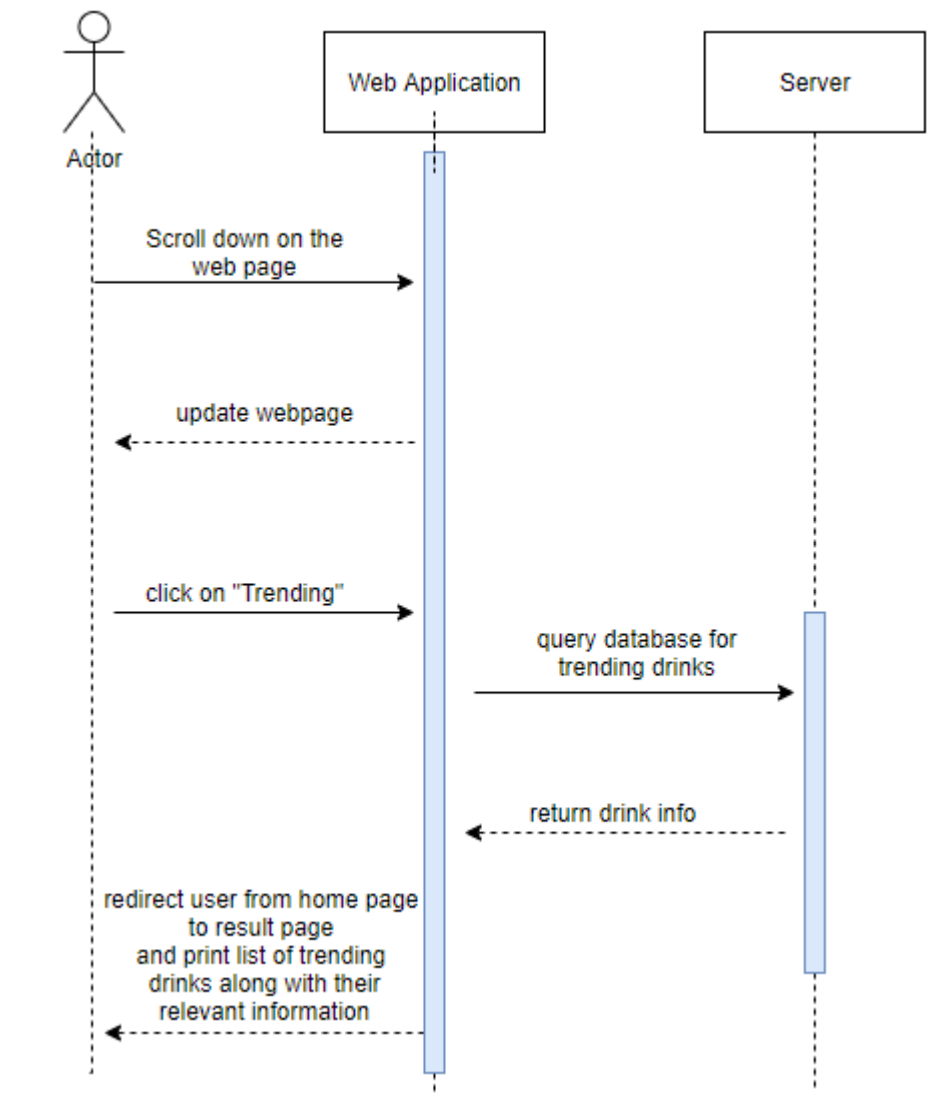 Web Application
Server
Actor
Scroll down on the
web page
update webpage
click on "Trending"
query database for
trending drinks
return drink info
redirect user from home page
to result page
and print list of trending
drinks along with their
relevant information